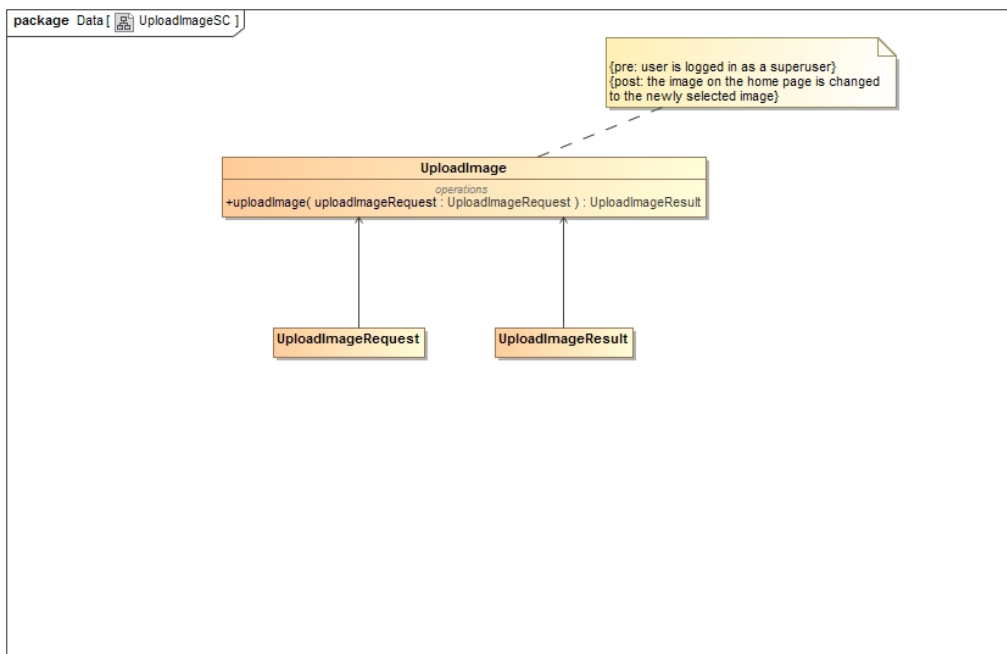 package Data [ UploadImageSC ]
{pre: user is logged in as a superuser}
{post: the image on the home page is changed
to the newly selected image}
UploadImage
operations
+uploadImage( uploadImageRequest : UploadImageRequest ) : UploadImageResult
UploadImageRequest
UploadImageResult